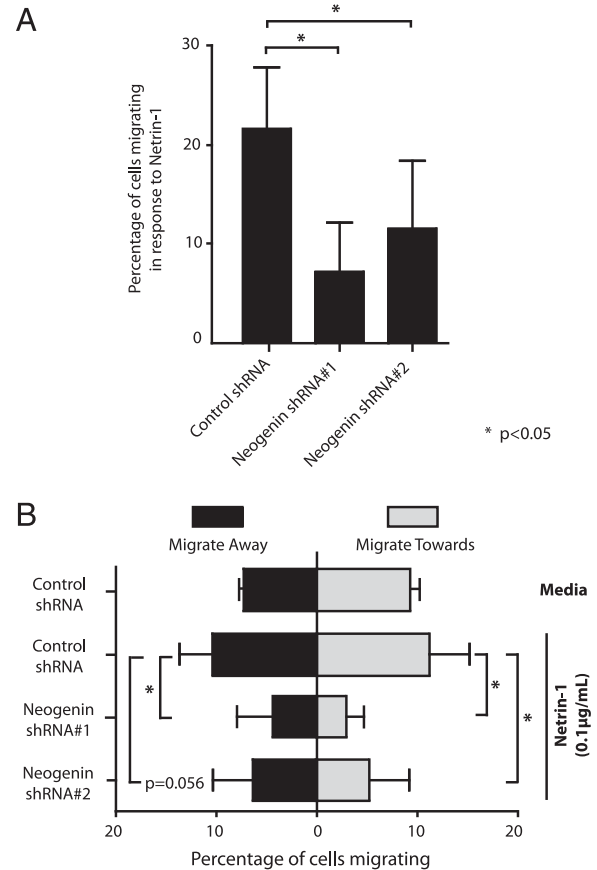 A
*
*
30
20
10
0
Percentage of cells migrating
in response to Netrin-1
Control shRNA
Neogenin shRNA#1
Neogenin shRNA#2
* p<0.05
B
Migrate Away
Migrate Towards
Control
shRNA
Media
Control
shRNA
*
*
*
Neogenin
shRNA#1
Netrin-1
(0.1µg/mL)
Neogenin
shRNA#2
p=0.056
20
10
0
10
20
Percentage of cells migrating